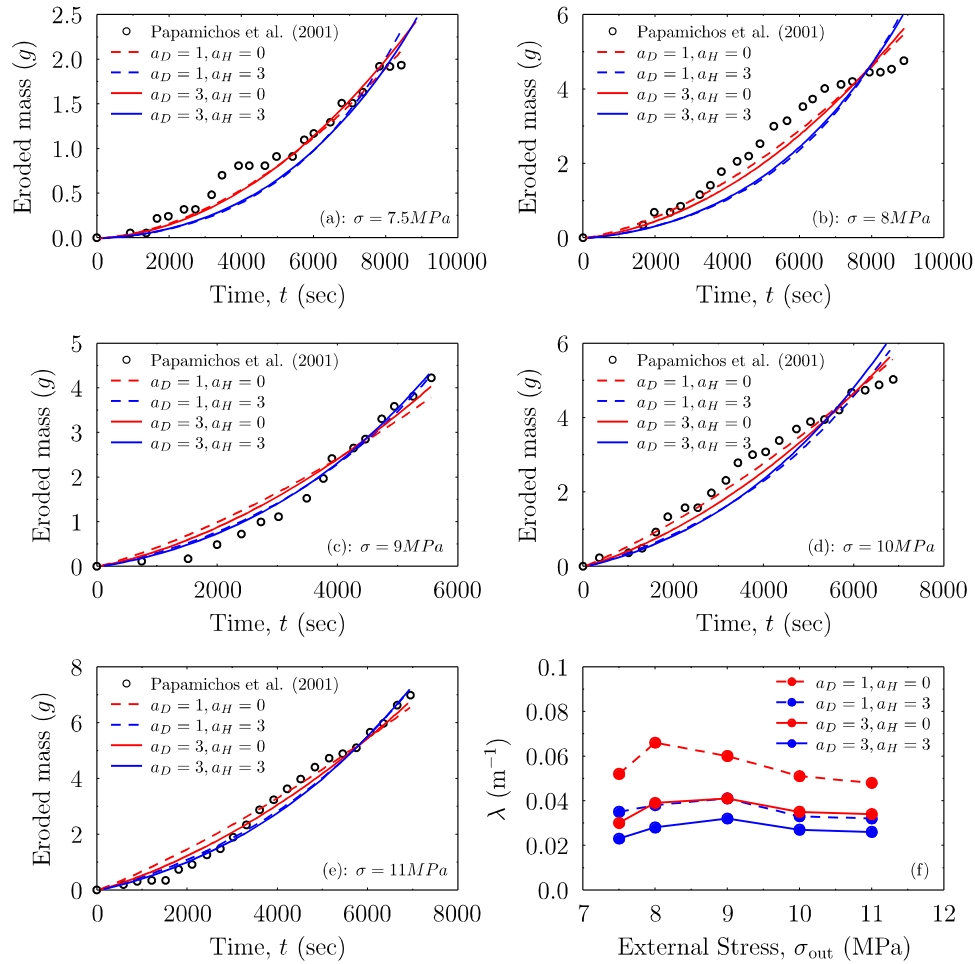 Papamichos et al. (2001)
a_D = 1, a_H = 0
a_D = 1, a_H = 3
a_D = 3, a_H = 0
a_D = 3, a_H = 3
(a): σ = 7.5MPa
Eroded mass (g)
2.5
2.0
1.5
1.0
0.5
0.0
0 2000 4000 6000 8000 10000
Time, t (sec)
Papamichos et al. (2001)
a_D = 1, a_H = 0
a_D = 1, a_H = 3
a_D = 3, a_H = 0
a_D = 3, a_H = 3
(b): σ = 8MPa
Eroded mass (g)
6
4
2
0
0 2000 4000 6000 8000 10000
Time, t (sec)
Papamichos et al. (2001)
a_D = 1, a_H = 0
a_D = 1, a_H = 3
a_D = 3, a_H = 0
a_D = 3, a_H = 3
(c): σ = 9MPa
Eroded mass (g)
5
4
3
2
1
0
0 2000 4000 6000
Time, t (sec)
Papamichos et al. (2001)
a_D = 1, a_H = 0
a_D = 1, a_H = 3
a_D = 3, a_H = 0
a_D = 3, a_H = 3
(d): σ = 10MPa
Eroded mass (g)
6
4
2
0
0 2000 4000 6000 8000
Time, t (sec)
Papamichos et al. (2001)
a_D = 1, a_H = 0
a_D = 1, a_H = 3
a_D = 3, a_H = 0
a_D = 3, a_H = 3
(e): σ = 11MPa
Eroded mass (g)
8
6
4
2
0
0 2000 4000 6000 8000
Time, t (sec)
a_D = 1, a_H = 0
a_D = 1, a_H = 3
a_D = 3, a_H = 0
a_D = 3, a_H = 3
(f)
λ (m⁻¹)
0.1
0.08
0.06
0.04
0.02
0.0
7 8 9 10 11 12
External Stress, σ_out (MPa)